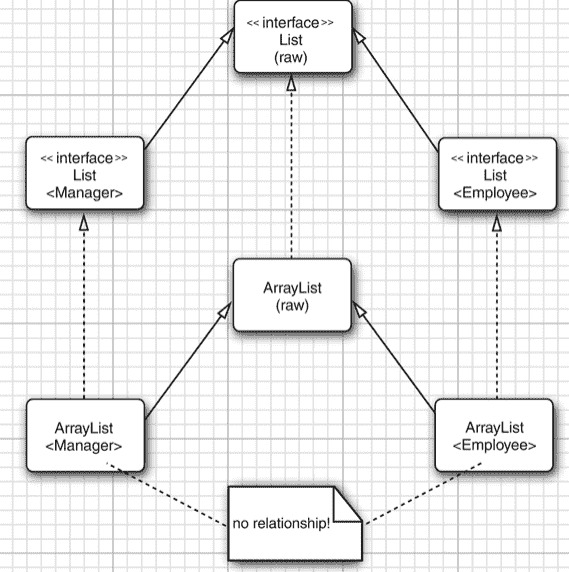 << interface >>
List
(raw)
<< interface >>
List
<Manager>
<< interface >>
List
<Employee>
ArrayList
(raw)
ArrayList
<Manager>
ArrayList
<Employee>
no relationship!